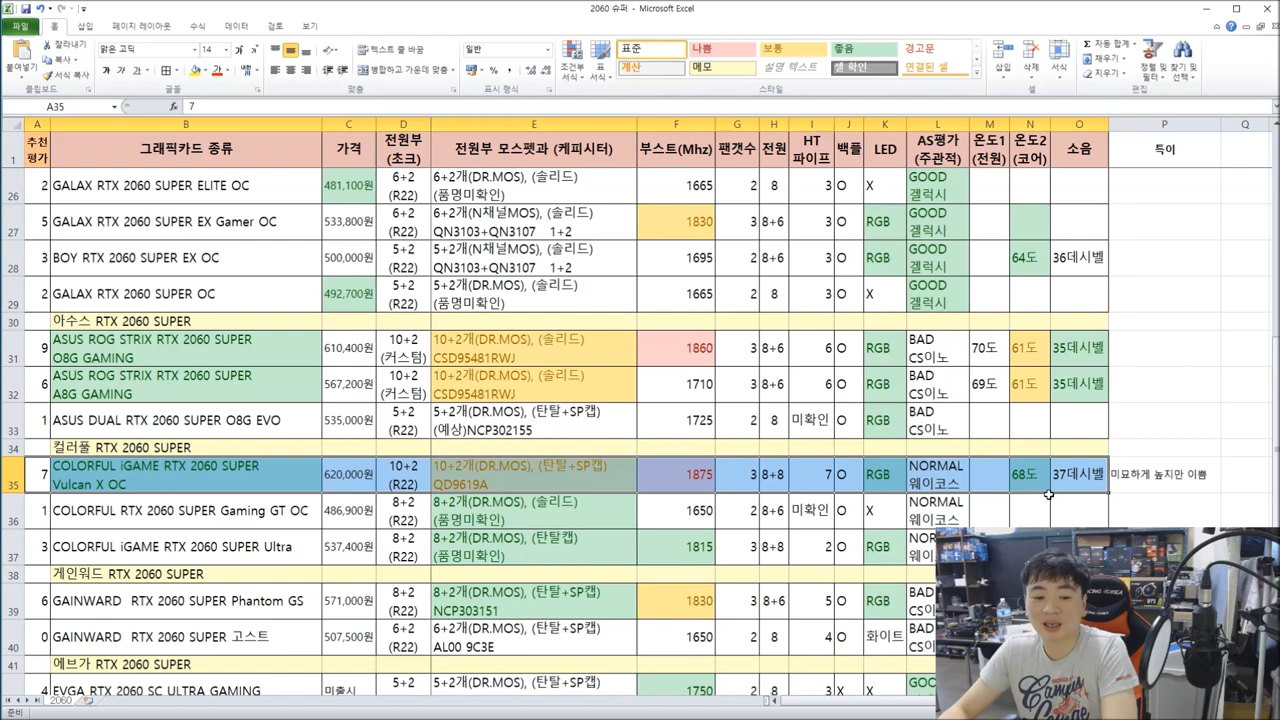 2060 슈퍼 - Microsoft Excel
파일 홈 삽입 페이지 레이아웃 수식 데이터 검토 보기
붙여넣기 잘라내기 복사 서식 복사 클립보드
맑은 고딕 14 글꼴
텍스트 줄 바꿈 병합하고 가운데 맞춤 맞춤
일반 표시 형식
조건부 서식 표 서식
표준 나쁨 보통 좋음 경고문
계산 메모 설명 텍스트 셀 확인 연결된 셀
스타일
삽입 삭제 서식 셀
자동 합계 채우기 지우기 정렬 및 필터 찾기 및 선택 편집
A35 fx 7
A B C D E F G H I J K L M N O P Q
1 추천 평가 그래픽카드 종류 가격 전원부 (초크) 전원부 모스펫과 (케피시터) 부스트(Mhz) 팬갯수 전원 HT 파이프 백플 LED AS평가 (주관적) 온도1 (전원) 온도2 (코어) 소음 특이
26 2 GALAX RTX 2060 SUPER ELITE OC 481,100원 6+2 (R22) 6+2개(DR.MOS), (솔리드) (품명미확인) 1665 2 8 3 O X GOOD 겔럭시
27 5 GALAX RTX 2060 SUPER EX Gamer OC 533,800원 6+2 (R22) 6+2개(N채널MOS), (솔리드) QN3103+QN3107 1+2 1830 3 8+6 3 O RGB GOOD 겔럭시
28 3 BOY RTX 2060 SUPER EX OC 500,000원 5+2 (R22) 5+2개(N채널MOS), (솔리드) QN3103+QN3107 1+2 1695 2 8+6 3 O RGB GOOD 겔럭시 64도 36데시벨
29 2 GALAX RTX 2060 SUPER OC 492,700원 5+2 (R22) 5+2개(DR.MOS), (솔리드) (품명미확인) 1665 2 8 3 O X GOOD 겔럭시
30 아수스 RTX 2060 SUPER
31 9 ASUS ROG STRIX RTX 2060 SUPER O8G GAMING 610,400원 10+2 (커스텀) 10+2개(DR.MOS), (솔리드) CSD95481RWJ 1860 3 8+6 6 O RGB BAD CS이노 70도 61도 35데시벨
32 6 ASUS ROG STRIX RTX 2060 SUPER A8G GAMING 567,200원 10+2 (커스텀) 10+2개(DR.MOS), (솔리드) CSD95481RWJ 1710 3 8+6 6 O RGB BAD CS이노 69도 61도 35데시벨
33 1 ASUS DUAL RTX 2060 SUPER O8G EVO 535,000원 5+2 (R22) 5+2개(DR.MOS), (탄탈+SP캡) (예상)NCP302155 1725 2 8 미확인 O RGB BAD CS이노
34 컬러풀 RTX 2060 SUPER
35 7 COLORFUL iGAME RTX 2060 SUPER Vulcan X OC 620,000원 10+2 (R22) 10+2개(DR.MOS), (탄탈+SP캡) QD9619A 1875 3 8+8 7 O RGB NORMAL 웨이코스 68도 37데시벨 미묘하게 높지만 이쁨
36 1 COLORFUL RTX 2060 SUPER Gaming GT OC 486,900원 8+2 (R22) 8+2개(DR.MOS), (솔리드) (품명미확인) 1650 2 8+6 미확인 O X NORMAL 웨이코스
37 3 COLORFUL iGAME RTX 2060 SUPER Ultra 537,400원 8+2 (R22) 8+2개(DR.MOS), (탄탈캡) (품명미확인) 1815 3 8+8 2 O RGB
38 게인워드 RTX 2060 SUPER
39 6 GAINWARD RTX 2060 SUPER Phantom GS 571,000원 8+2 (R22) 8+2개(DR.MOS), (탄탈+SP캡) NCP303151 1830 3 8+6 5 O RGB
40 0 GAINWARD RTX 2060 SUPER 고스트 507,500원 6+2 (R22) 6+2개(DR.MOS), (탄탈+SP캡) AL00 9C3E 1650 2 8 4 O 화이트
41 에브가 RTX 2060 SUPER
4 EVGA RTX 2060 SC ULTRA GAMING 미출시 5+2 5+2개(DR.MOS), (탄탈+SP캡) 1750 2 8 3 X X
2060
준비